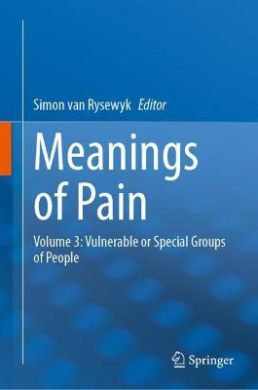 Simon van Rysewyk Editor
Meanings
of Pain
Volume 3: Vulnerable or Special Groups
of People
Springer